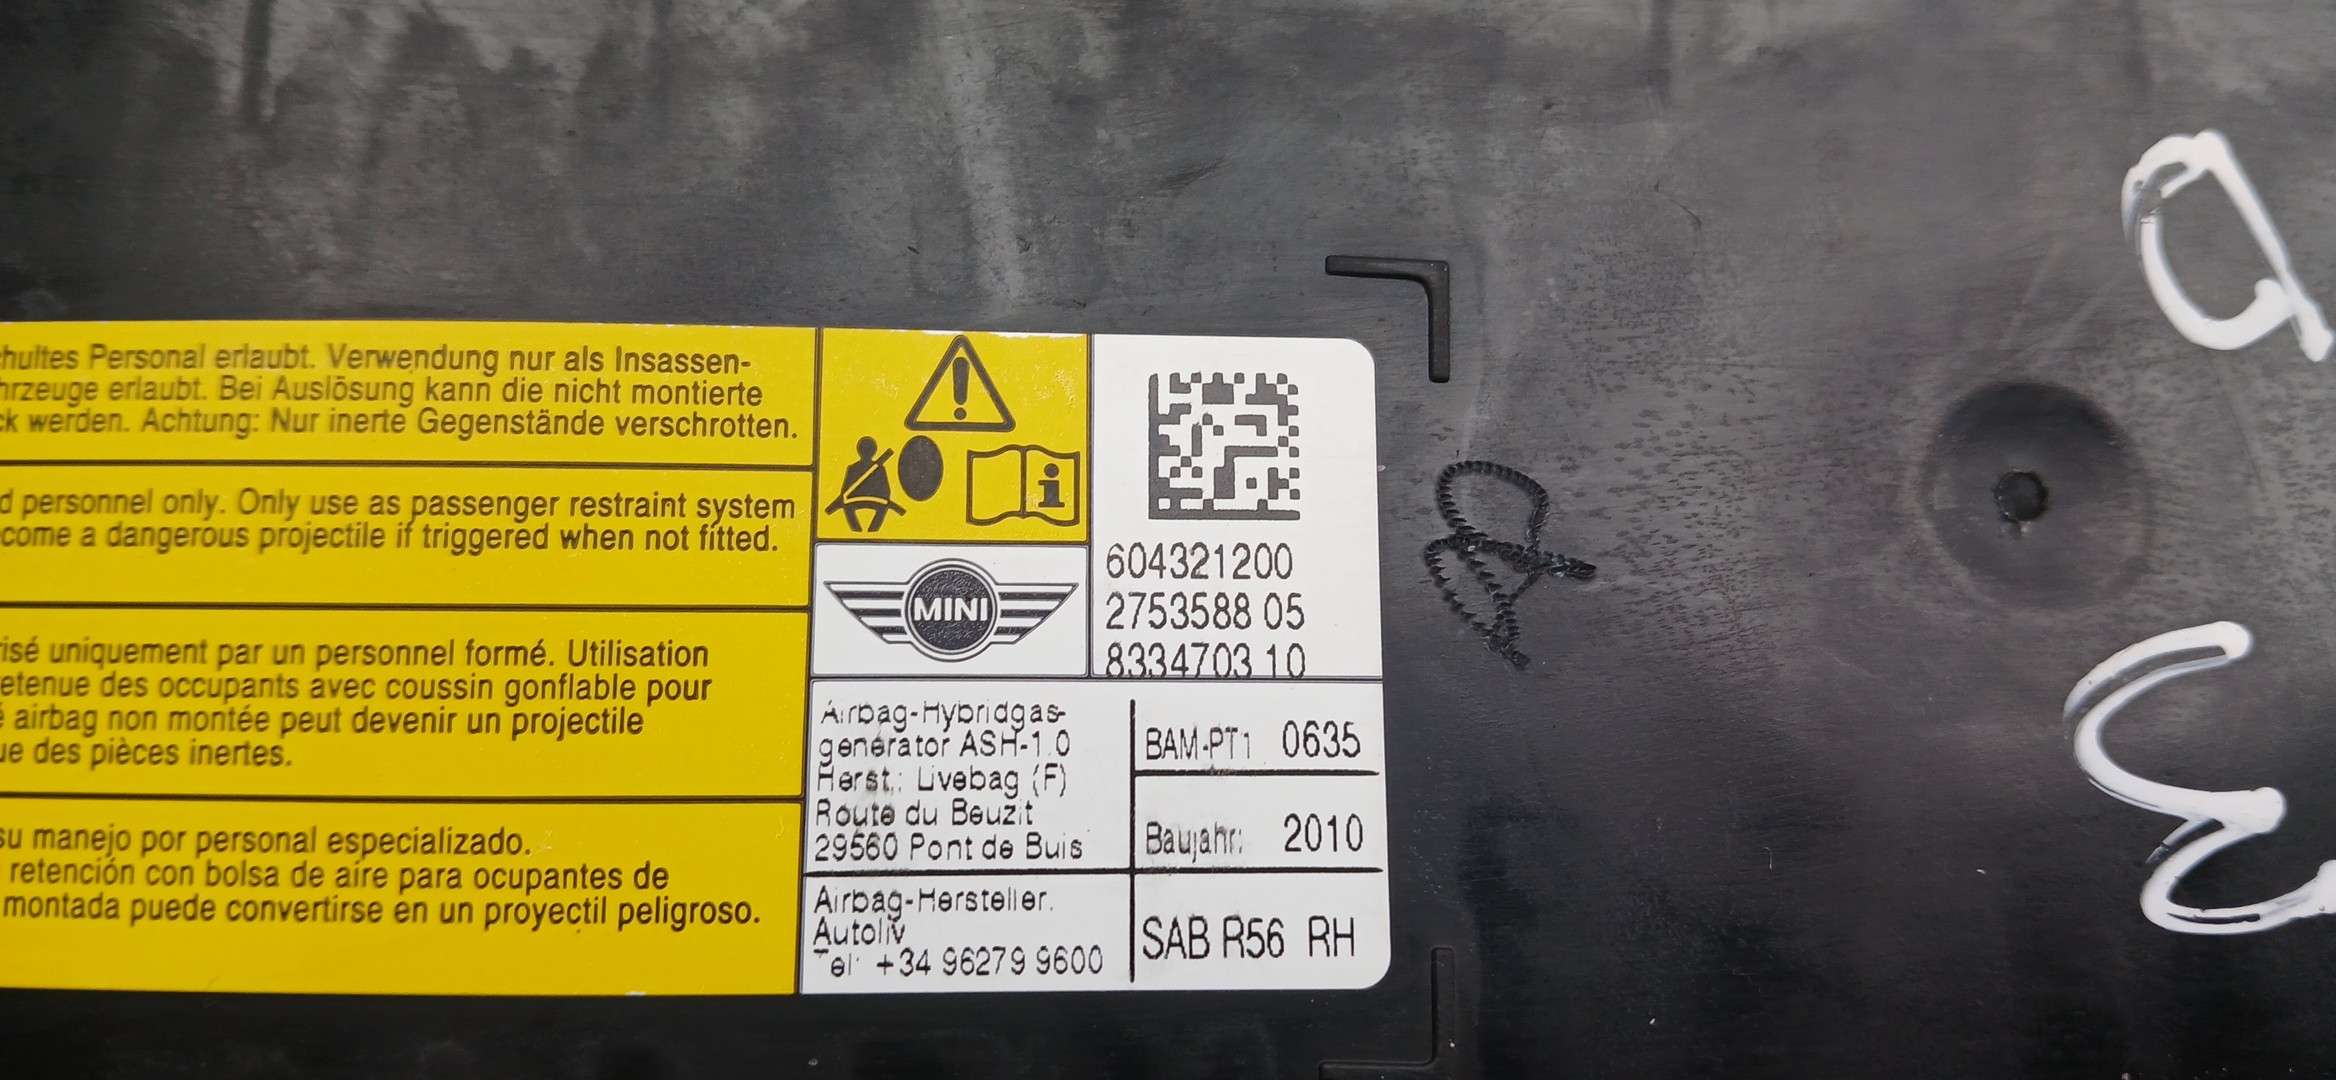 hultes Personal erlaubt. Verwendung nur als Insassen-
hrzeuge erlaubt. Bei Auslösung kann die nicht montierte
ck werden. Achtung: Nur inerte Gegenstände verschrotten.
d personnel only. Only use as passenger restraint system
come a dangerous projectile if triggered when not fitted.
risé uniquement par un personnel formé. Utilisation
etenue des occupants avec coussin gonflable pour
é airbag non montée peut devenir un projectile
ue des pièces inertes.
su manejo por personal especializado.
retención con bolsa de aire para ocupantes de
montada puede convertirse en un proyectil peligroso.
MINI
604321200
2753588 05
8334703 10
Airbag-Hybridgas-
generator ASH-1.0
Herst.: Livebag (F)
Route du Beuzit
29560 Pont de Buis
BAM-PT1 0635
Baujahr: 2010
Airbag-Hersteller.
Autoliv
Tel: +34 96279 9600
SAB R56 RH